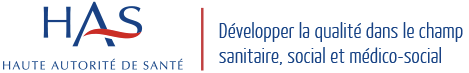 HAS
HAUTE AUTORITÉ DE SANTÉ
Développer la qualité dans le champ
sanitaire, social et médico-social